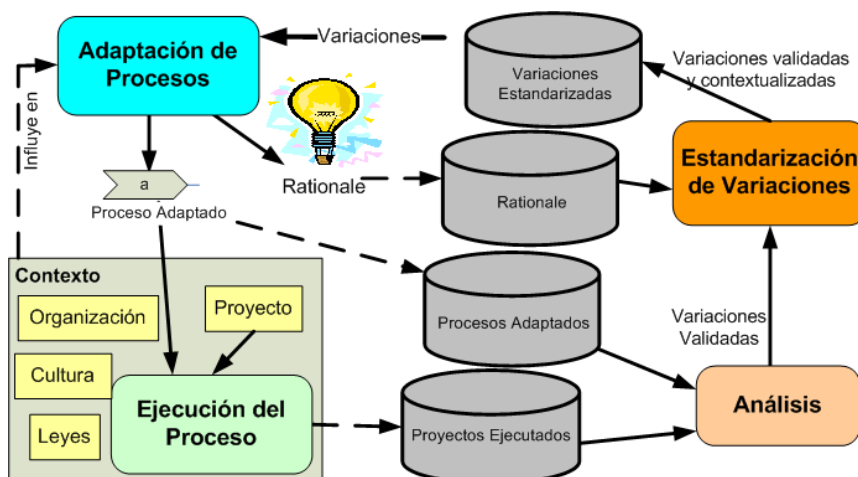 Adaptación de
Procesos
Variaciones
Variaciones
Estandarizadas
Variaciones validadas
y contextualizadas
Influye en
Rationale
Rationale
Estandarización
de Variaciones
a
Proceso Adaptado
Contexto
Organización
Proyecto
Cultura
Leyes
Ejecución del
Proceso
Procesos Adaptados
Proyectos Ejecutados
Variaciones
Validadas
Análisis